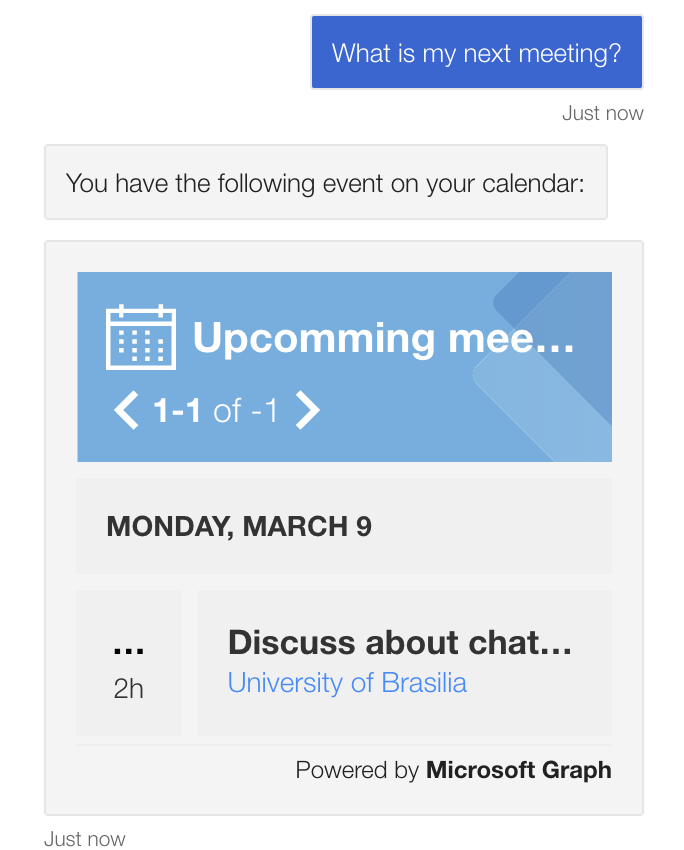 What is my next meeting?
Just now
You have the following event on your calendar:
Upcomming mee...
1-1 of -1
MONDAY, MARCH 9
...
2h
Discuss about chat...
University of Brasilia
Powered by Microsoft Graph
Just now